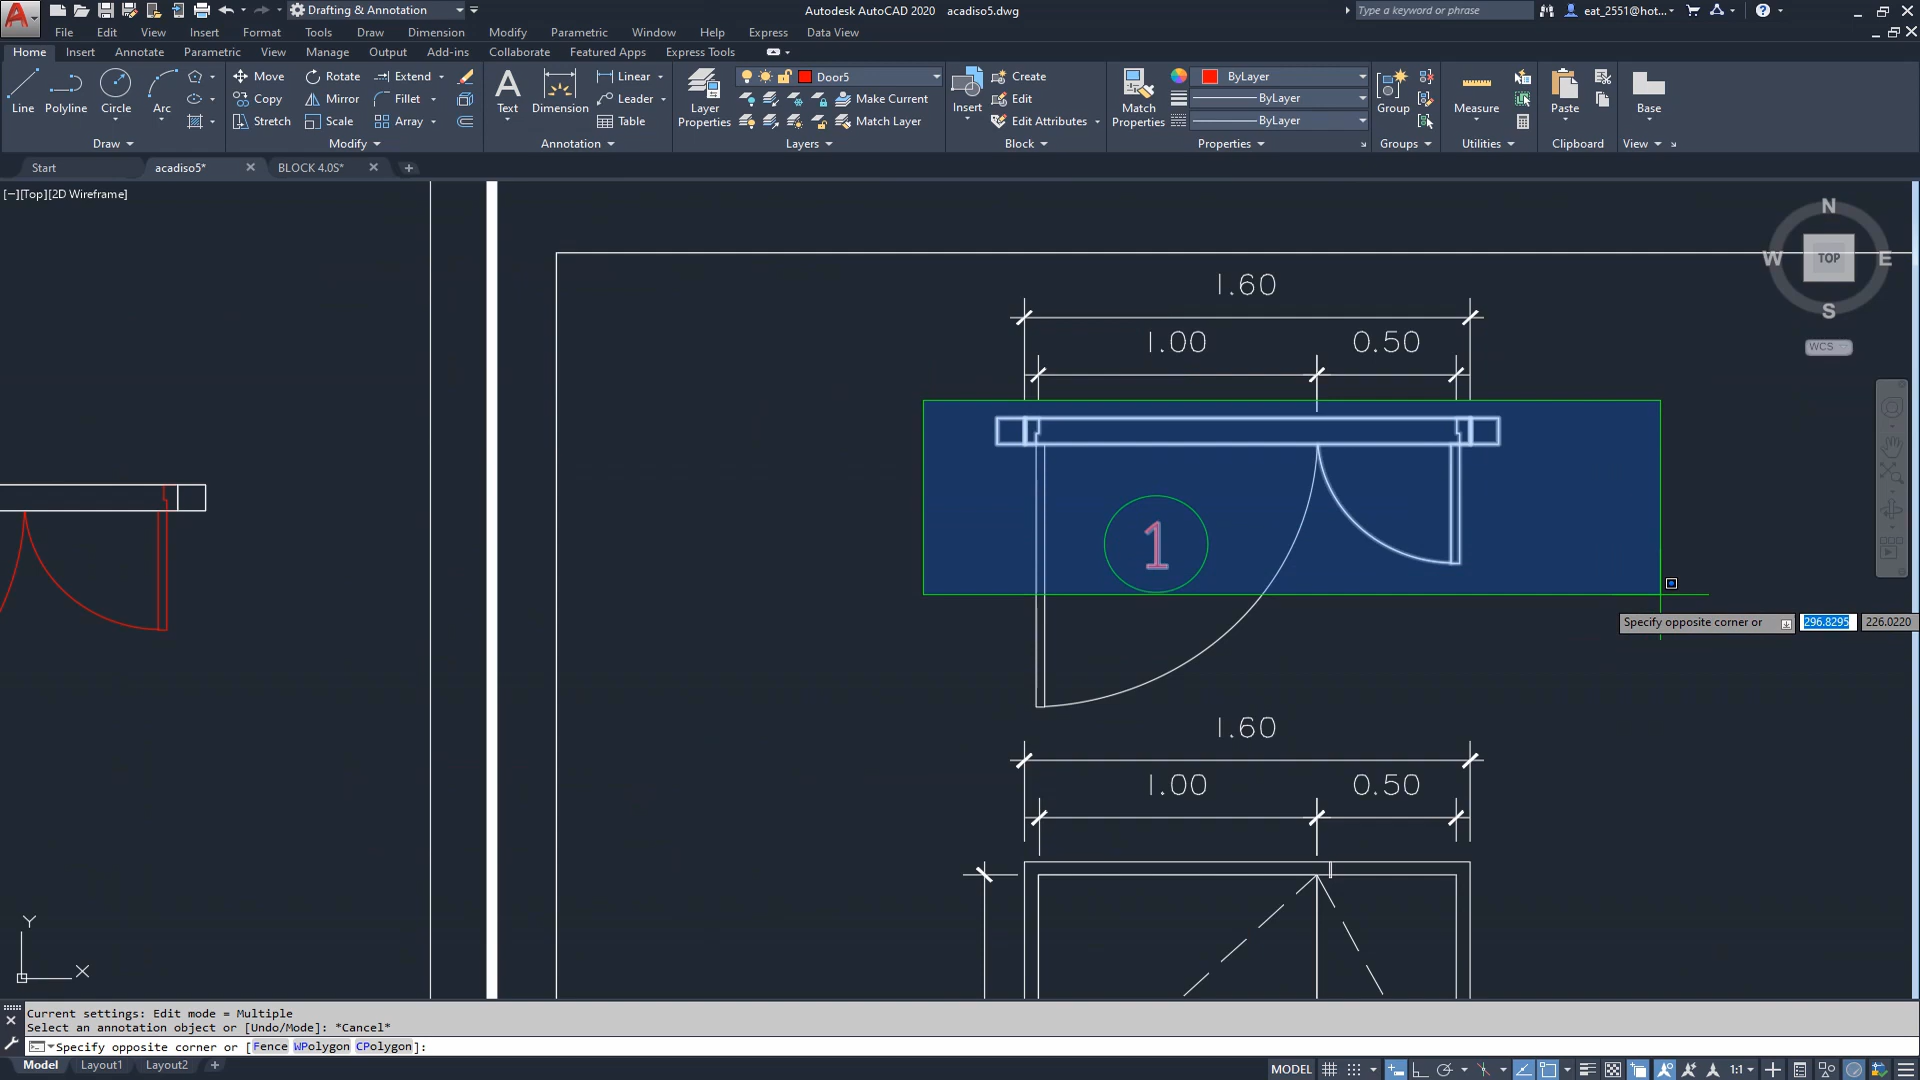 Drafting & Annotation
Autodesk AutoCAD 2020 acadiso5.dwg
Type a keyword or phrase
eat_2551@hot...
File Edit View Insert Format Tools Draw Dimension Modify Parametric Window Help Express Data View
Home Insert Annotate Parametric View Manage Output Add-ins Collaborate Featured Apps Express Tools
Move Rotate Extend
Linear
Door5
Create
ByLayer
Line Polyline Circle Arc
Copy Mirror Fillet
Text Dimension
Leader
Layer Properties
Make Current
Insert
Edit
Match Properties
ByLayer
Group
Measure
Paste
Base
Stretch Scale Array
Table
Match Layer
Edit Attributes
ByLayer
Draw Modify Annotation Layers Block Properties Groups Utilities Clipboard View
Start acadiso5* BLOCK 4.0S*
[−][Top][2D Wireframe]
N
W TOP E
S
WCS
1.60
1.00 0.50
1
Specify opposite corner or 296.8295 226.0220
1.60
1.00 0.50
Y
X
Current settings: Edit mode = Multiple
Select an annotation object or [Undo/Mode]: *Cancel*
Specify opposite corner or [Fence WPolygon CPolygon]:
Model Layout1 Layout2
MODEL 1:1